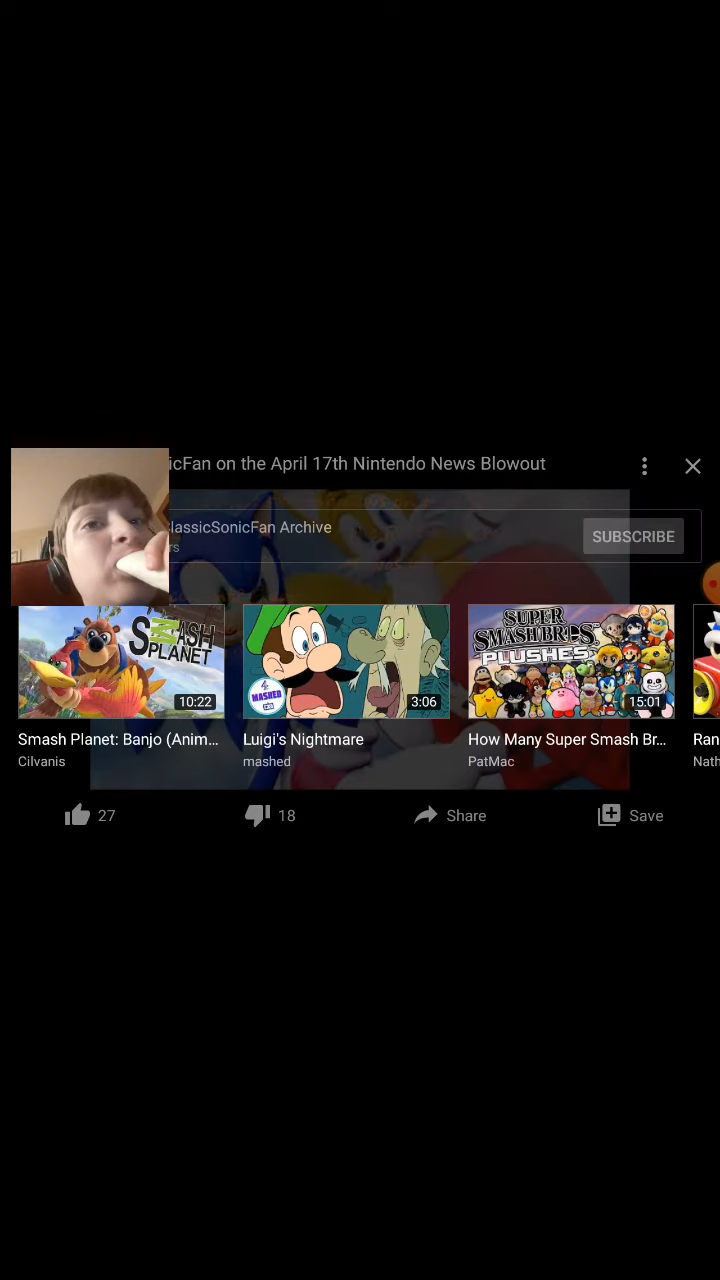 icFan on the April 17th Nintendo News Blowout
ClassicSonicFan Archive
rs
SUBSCRIBE
SMASH
PLANET
10:22
MASHED
3:06
SUPER
SMASH BROS.
PLUSHES
15:01
Smash Planet: Banjo (Anim...
Luigi's Nightmare
How Many Super Smash Br...
Ran
Cilvanis
mashed
PatMac
Nath
27
18
Share
Save